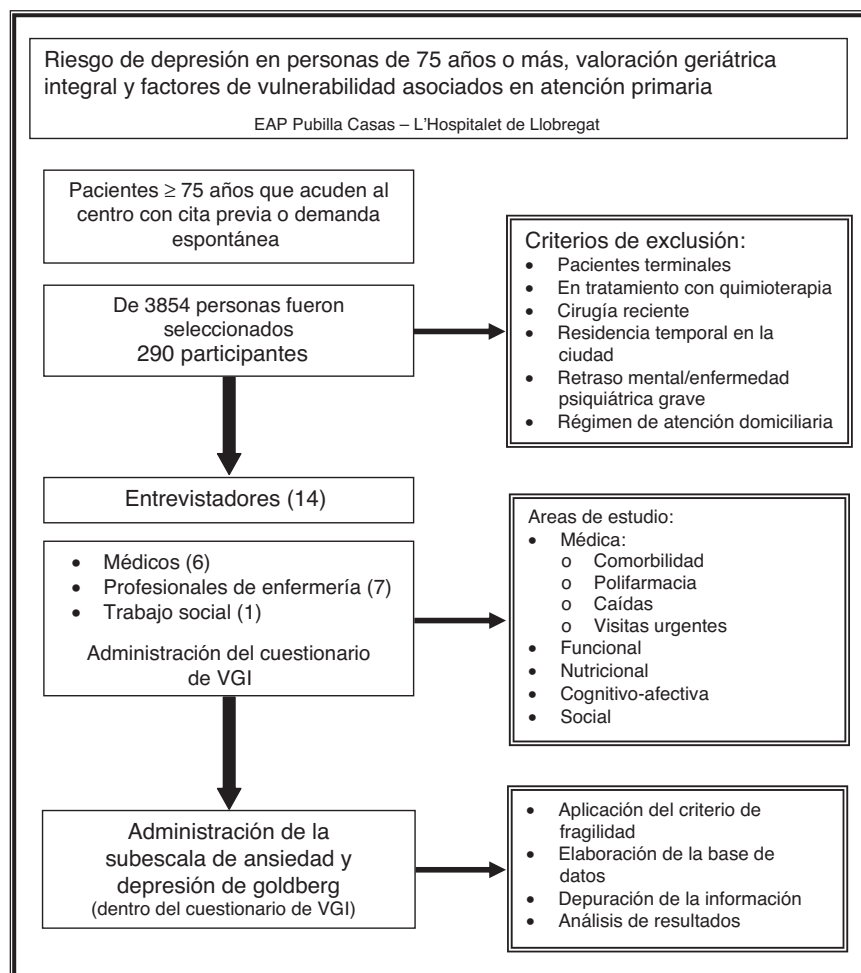 Riesgo de depresión en personas de 75 años o más, valoración geriátrica
integral y factores de vulnerabilidad asociados en atención primaria
EAP Pubilla Casas – L'Hospitalet de Llobregat
Pacientes ≥ 75 años que acuden al
centro con cita previa o demanda
espontánea
De 3854 personas fueron
seleccionados
290 participantes
Criterios de exclusión:
• Pacientes terminales
• En tratamiento con quimioterapia
• Cirugía reciente
• Residencia temporal en la
ciudad
• Retraso mental/enfermedad
psiquiátrica grave
• Régimen de atención domiciliaria
Entrevistadores (14)
• Médicos (6)
• Profesionales de enfermería (7)
• Trabajo social (1)
Administración del cuestionario
de VGI
Areas de estudio:
• Médica:
o Comorbilidad
o Polifarmacia
o Caídas
o Visitas urgentes
• Funcional
• Nutricional
• Cognitivo-afectiva
• Social
Administración de la
subescala de ansiedad y
depresión de goldberg
(dentro del cuestionario de VGI)
• Aplicación del criterio de
fragilidad
• Elaboración de la base de
datos
• Depuración de la información
• Análisis de resultados